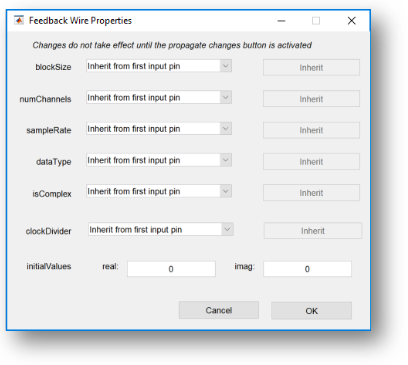 Feedback Wire Properties
Changes do not take effect until the propagate changes button is activated
blockSize Inherit from first input pin Inherit
numChannels Inherit from first input pin Inherit
sampleRate Inherit from first input pin Inherit
dataType Inherit from first input pin Inherit
isComplex Inherit from first input pin Inherit
clockDivider Inherit from first input pin Inherit
initialValues real: 0 imag: 0
Cancel OK